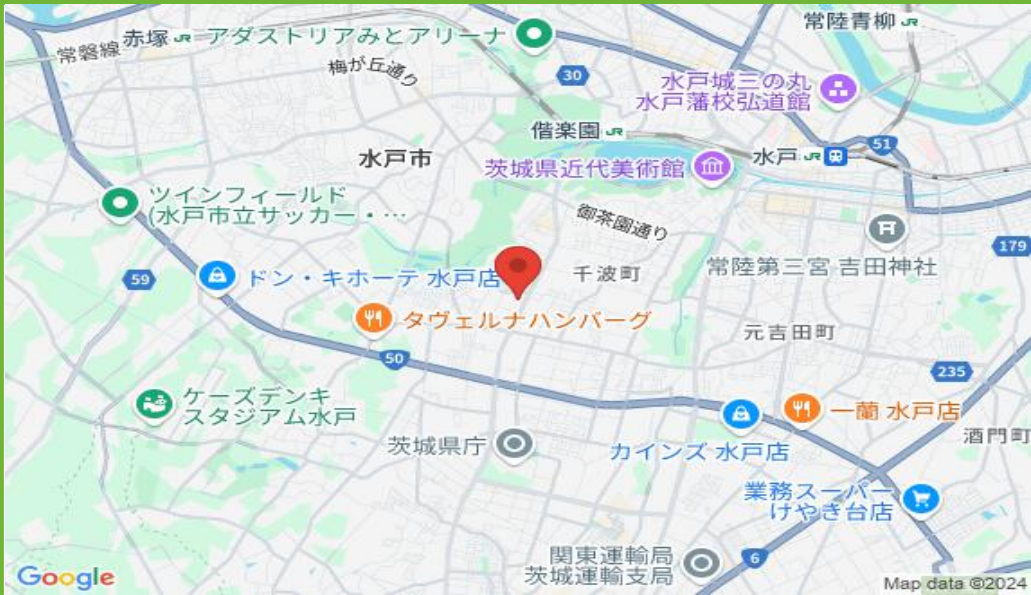 常陸青柳
赤塚 アダストリアみとアリーナ
常磐線
梅が丘通り
30
水戸城三の丸
水戸藩校弘道館
偕楽園
51
水戸市
茨城県近代美術館
水戸
ツインフィールド
(水戸市立サッカー・…
御茶園通り
179
59
ドン・キホーテ 水戸店
千波町
常陸第三宮 吉田神社
タヴェルナハンバーグ
元吉田町
50
235
ケーズデンキ
スタジアム水戸
一蘭 水戸店
茨城県庁
カインズ 水戸店
酒門町
業務スーパー
けやき台店
関東運輸局
茨城運輸支局
6
Google
Map data ©2024